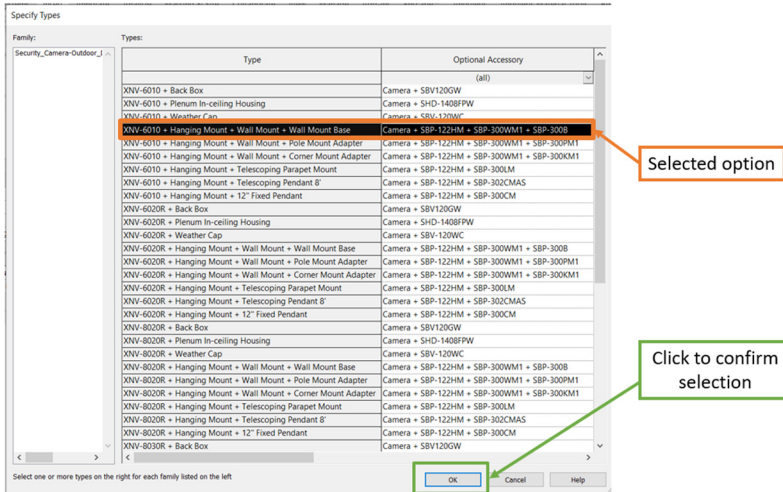 Specify Types
Family:
Types:
Security_Camera-Outdoor_I
Type Optional Accessory
(all)
XNV-6010 + Back Box Camera + SBV120GW
XNV-6010 + Plenum In-ceiling Housing Camera + SHD-1408FPW
XNV-6010 + Weather Cap Camera + SBV-120WC
XNV-6010 + Hanging Mount + Wall Mount + Wall Mount Base Camera + SBP-122HM + SBP-300WM1 + SBP-300B
XNV-6010 + Hanging Mount + Wall Mount + Pole Mount Adapter Camera + SBP-122HM + SBP-300WM1 + SBP-300PM1
XNV-6010 + Hanging Mount + Wall Mount + Corner Mount Adapter Camera + SBP-122HM + SBP-300WM1 + SBP-300KM1
XNV-6010 + Hanging Mount + Telescoping Parapet Mount Camera + SBP-122HM + SBP-300LM
XNV-6010 + Hanging Mount + Telescoping Pendant 8' Camera + SBP-122HM + SBP-302CMAS
XNV-6010 + Hanging Mount + 12" Fixed Pendant Camera + SBP-122HM + SBP-300CM
XNV-6020R + Back Box Camera + SBV120GW
XNV-6020R + Plenum In-ceiling Housing Camera + SHD-1408FPW
XNV-6020R + Weather Cap Camera + SBV-120WC
XNV-6020R + Hanging Mount + Wall Mount + Wall Mount Base Camera + SBP-122HM + SBP-300WM1 + SBP-300B
XNV-6020R + Hanging Mount + Wall Mount + Pole Mount Adapter Camera + SBP-122HM + SBP-300WM1 + SBP-300PM1
XNV-6020R + Hanging Mount + Wall Mount + Corner Mount Adapter Camera + SBP-122HM + SBP-300WM1 + SBP-300KM1
XNV-6020R + Hanging Mount + Telescoping Parapet Mount Camera + SBP-122HM + SBP-300LM
XNV-6020R + Hanging Mount + Telescoping Pendant 8' Camera + SBP-122HM + SBP-302CMAS
XNV-6020R + Hanging Mount + 12" Fixed Pendant Camera + SBP-122HM + SBP-300CM
XNV-8020R + Back Box Camera + SBV120GW
XNV-8020R + Plenum In-ceiling Housing Camera + SHD-1408FPW
XNV-8020R + Weather Cap Camera + SBV-120WC
XNV-8020R + Hanging Mount + Wall Mount + Wall Mount Base Camera + SBP-122HM + SBP-300WM1 + SBP-300B
XNV-8020R + Hanging Mount + Wall Mount + Pole Mount Adapter Camera + SBP-122HM + SBP-300WM1 + SBP-300PM1
XNV-8020R + Hanging Mount + Wall Mount + Corner Mount Adapter Camera + SBP-122HM + SBP-300WM1 + SBP-300KM1
XNV-8020R + Hanging Mount + Telescoping Parapet Mount Camera + SBP-122HM + SBP-300LM
XNV-8020R + Hanging Mount + Telescoping Pendant 8' Camera + SBP-122HM + SBP-302CMAS
XNV-8020R + Hanging Mount + 12" Fixed Pendant Camera + SBP-122HM + SBP-300CM
XNV-8030R + Back Box Camera + SBV120GW
Selected option
Click to confirm
selection
Select one or more types on the right for each family listed on the left
OK Cancel Help